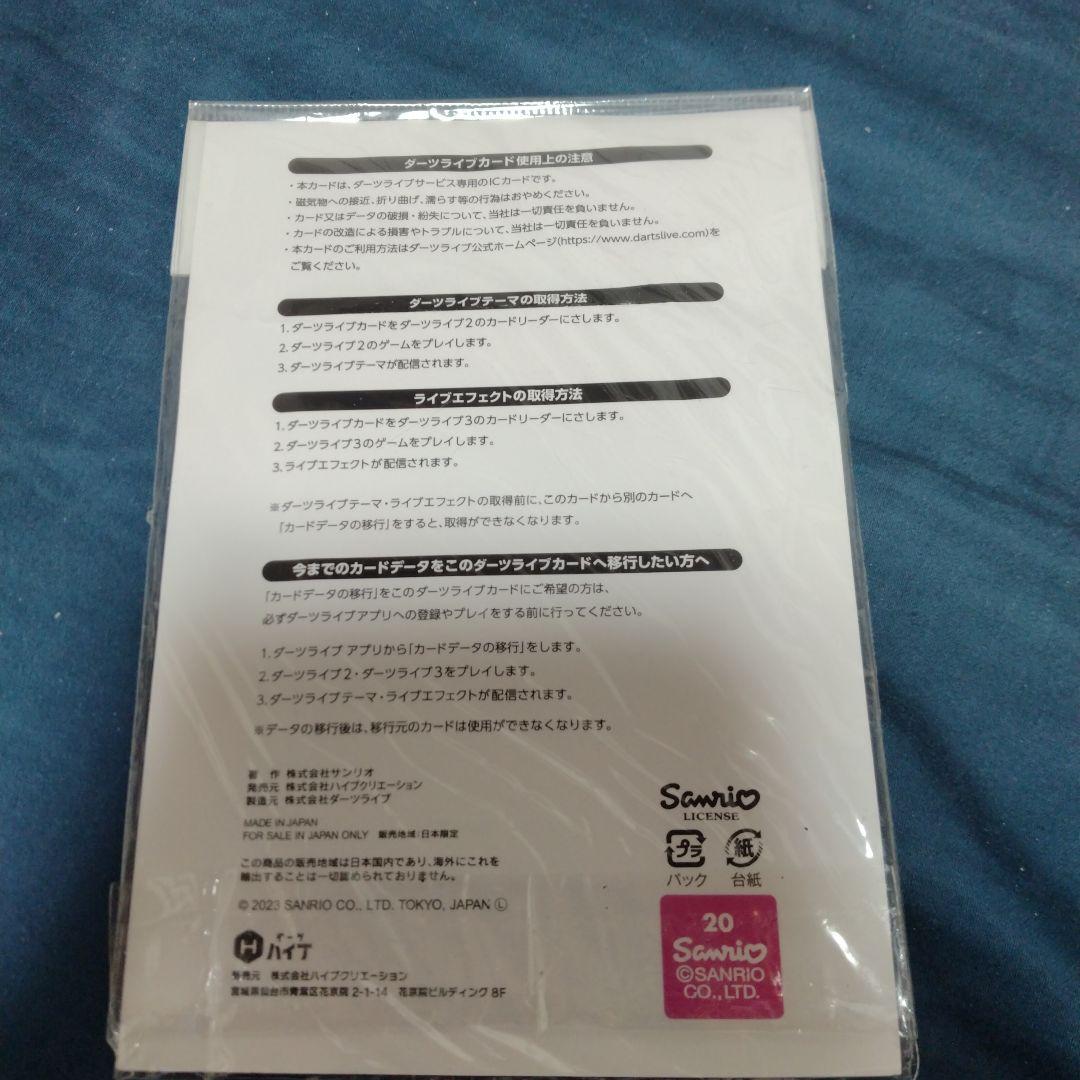 ダーツライブカード使用上の注意
・本カードは、ダーツライブサービス専用のICカードです。
・磁気物への接近、折り曲げ、濡らす等の行為はおやめください。
・カード又はデータの破損・紛失について、当社は一切責任を負いません。
・カードの改造による損害やトラブルについて、当社は一切責任を負いません。
・本カードのご利用方法はダーツライブ公式ホームページ(https://www.dartslive.com)を
ご覧ください。
ダーツライブテーマの取得方法
1. ダーツライブカードをダーツライブ2のカードリーダーにさします。
2. ダーツライブ2のゲームをプレイします。
3. ダーツライブテーマが配信されます。
ライブエフェクトの取得方法
1. ダーツライブカードをダーツライブ3のカードリーダーにさします。
2. ダーツライブ3のゲームをプレイします。
3. ライブエフェクトが配信されます。
※ダーツライブテーマ・ライブエフェクトの取得前に、このカードから別のカードへ
「カードデータの移行」をすると、取得ができなくなります。
今までのカードデータをこのダーツライブカードへ移行したい方へ
「カードデータの移行」をこのダーツライブカードにご希望の方は、
必ずダーツライブアプリへの登録やプレイをする前に行ってください。
1. ダーツライブ アプリから「カードデータの移行」をします。
2. ダーツライブ2・ダーツライブ3をプレイします。
3. ダーツライブテーマ・ライブエフェクトが配信されます。
※データの移行後は、移行元のカードは使用ができなくなります。
著 作 株式会社サンリオ
発売元 株式会社ハイブクリエーション
製造元 株式会社ダーツライブ
MADE IN JAPAN
FOR SALE IN JAPAN ONLY 販売地域:日本限定
この商品の販売地域は日本国内であり、海外にこれを
輸出することは一切認められておりません。
© 2023 SANRIO CO., LTD. TOKYO, JAPAN Ⓛ
発売元 株式会社ハイブクリエーション
宮城県仙台市青葉区花京院 2-1-14 花京院ビルディング 8F
Sanrio
LICENSE
プラ 紙
パック 台紙
20
Sanrio
©SANRIO
CO.,LTD.